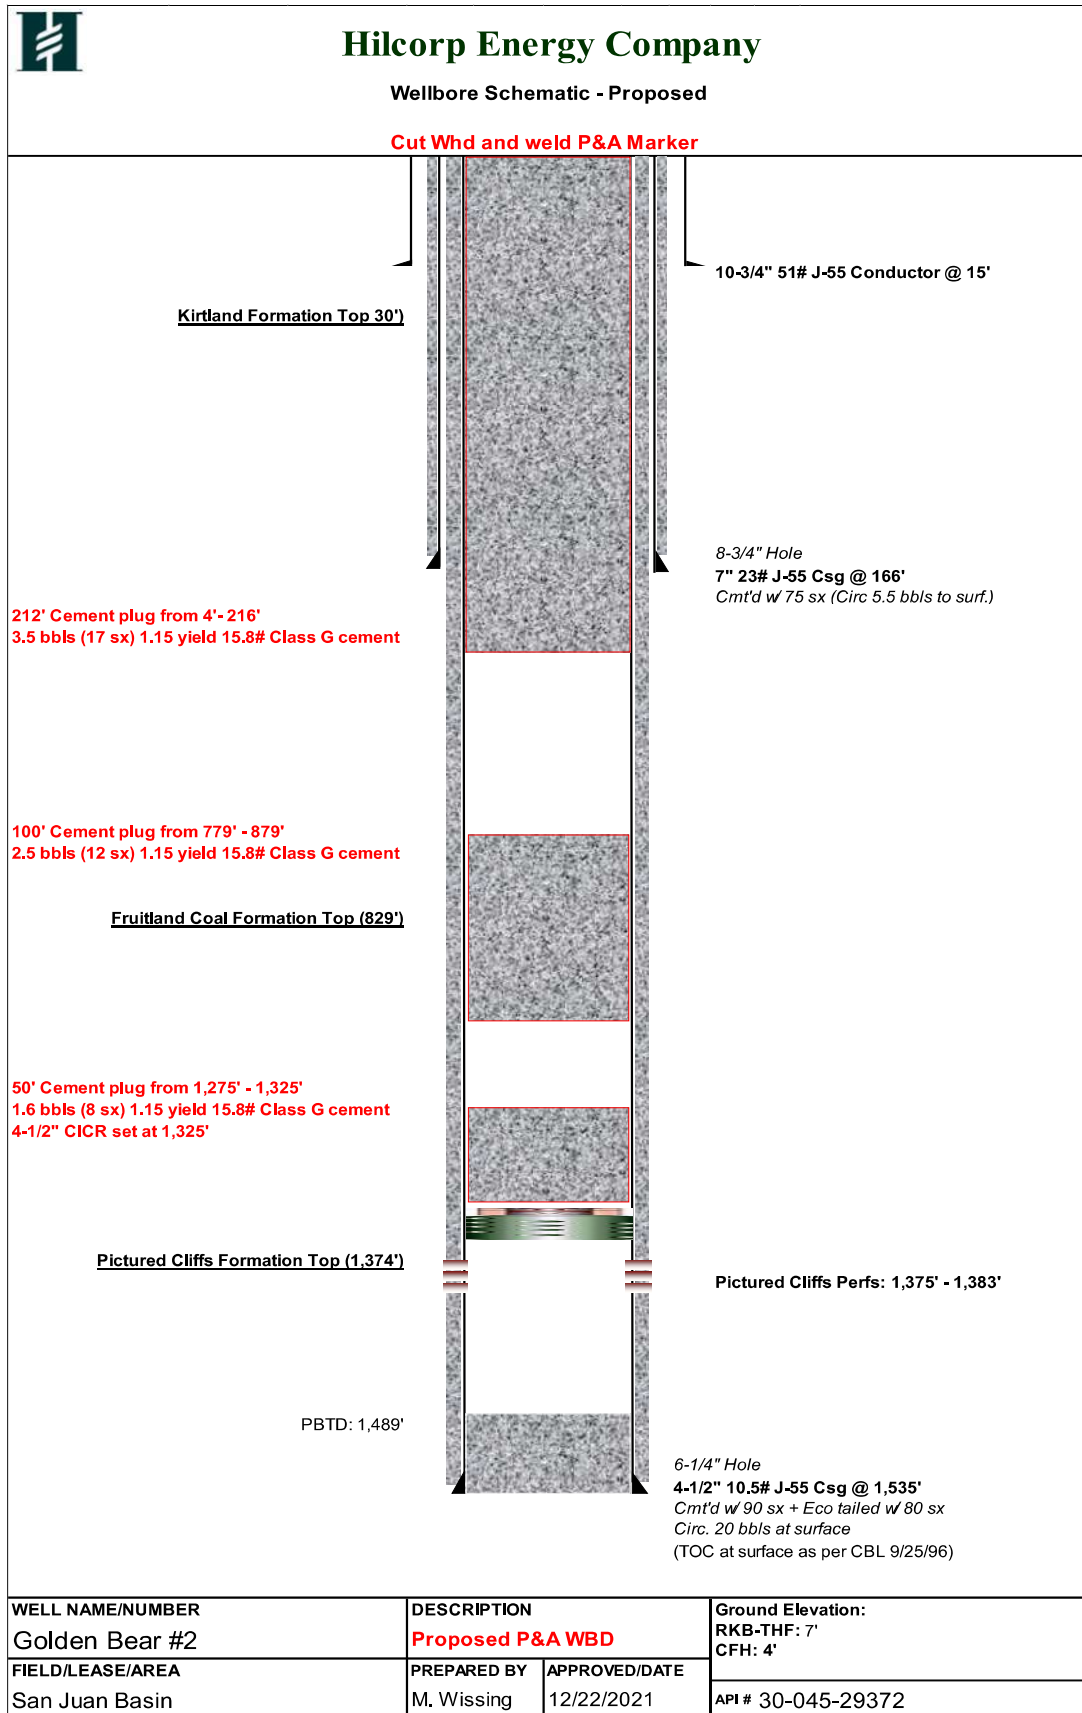 Hilcorp Energy Company
Wellbore Schematic - Proposed
Cut Whd and weld P&A Marker
10-3/4" 51# J-55 Conductor @ 15'
Kirtland Formation Top 30')
8-3/4" Hole
7" 23# J-55 Csg @ 166'
Cmt'd w/ 75 sx (Circ 5.5 bbls to surf.)
212' Cement plug from 4'- 216'
3.5 bbls (17 sx) 1.15 yield 15.8# Class G cement
100' Cement plug from 779' - 879'
2.5 bbls (12 sx) 1.15 yield 15.8# Class G cement
Fruitland Coal Formation Top (829')
50' Cement plug from 1,275' - 1,325'
1.6 bbls (8 sx) 1.15 yield 15.8# Class G cement
4-1/2" CICR set at 1,325'
Pictured Cliffs Formation Top (1,374')
Pictured Cliffs Perfs: 1,375' - 1,383'
PBTD: 1,489'
6-1/4" Hole
4-1/2" 10.5# J-55 Csg @ 1,535'
Cmt'd w/ 90 sx + Eco tailed w/ 80 sx
Circ. 20 bbls at surface
(TOC at surface as per CBL 9/25/96)
WELL NAME/NUMBER
Golden Bear #2
DESCRIPTION
Proposed P&A WBD
Ground Elevation:
RKB-THF: 7'
CFH: 4'
FIELD/LEASE/AREA
San Juan Basin
PREPARED BY
M. Wissing
APPROVED/DATE
12/22/2021
API # 30-045-29372